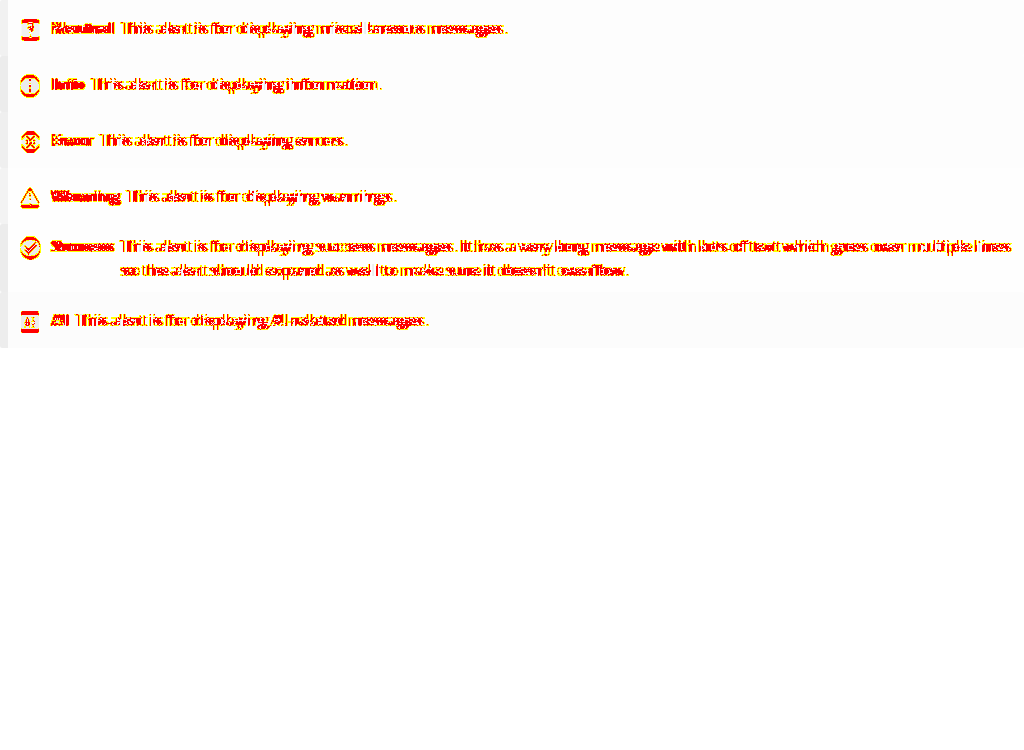 Neutral This alert is for displaying miscellaneous messages.
Info This alert is for displaying information.
Error This alert is for displaying errors.
Warning This alert is for displaying warnings.
Success This alert is for displaying success messages. It has a very long message with lots of text which goes over multiple lines
so the alert should expand as well to make sure it doesn't overflow.
AI This alert is for displaying AI related messages.